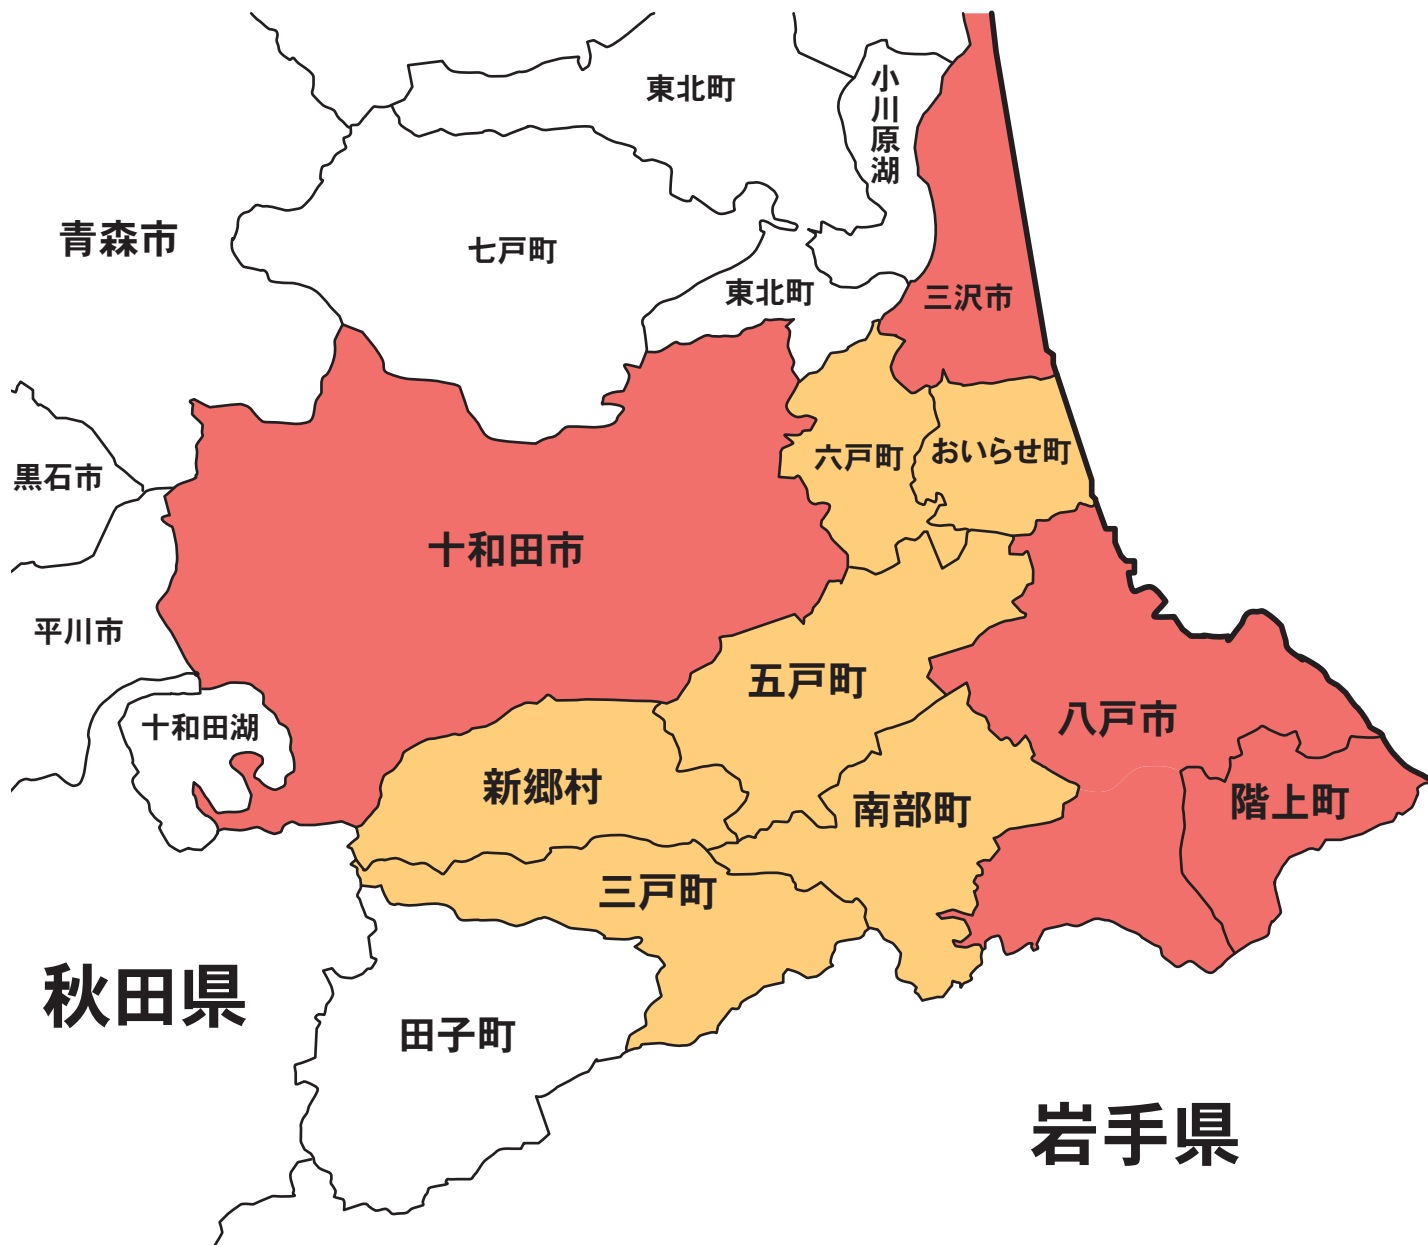 東北町
小川原湖
青森市
七戸町
東北町
三沢市
黒石市
六戸町
おいらせ町
十和田市
平川市
五戸町
十和田湖
八戸市
新郷村
南部町
階上町
三戸町
秋田県
田子町
岩手県